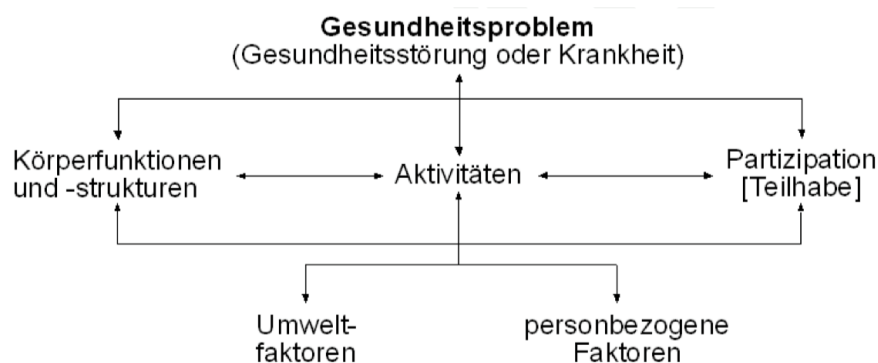 Gesundheitsproblem
(Gesundheitsstörung oder Krankheit)
Körperfunktionen
und -strukturen
Aktivitäten
Partizipation
[Teilhabe]
Umwelt-
faktoren
personbezogene
Faktoren